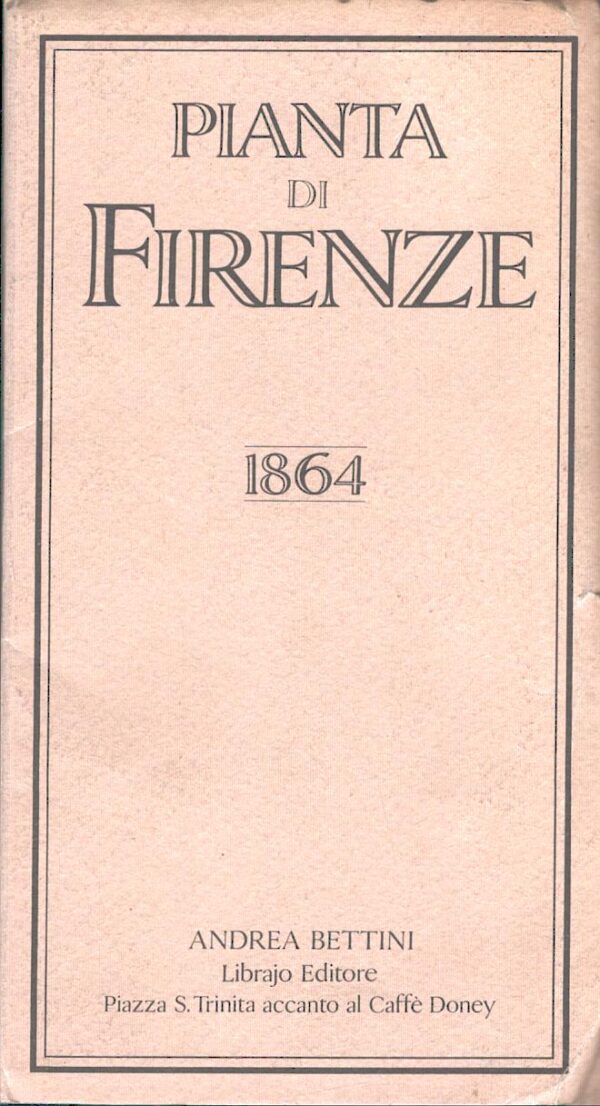 PIANTA
DI
FIRENZE
1864
ANDREA BETTINI
Librajo Editore
Piazza S. Trinita accanto al Caffè Doney